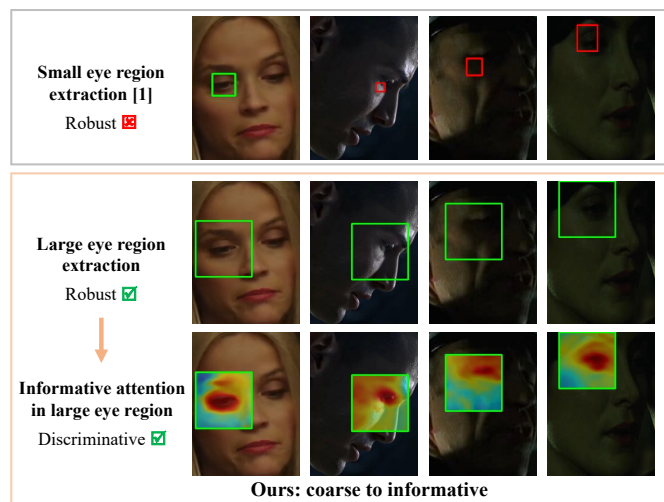 Small eye region
extraction [1]
Robust
Large eye region
extraction
Robust
Informative attention
in large eye region
Discriminative
Ours: coarse to informative